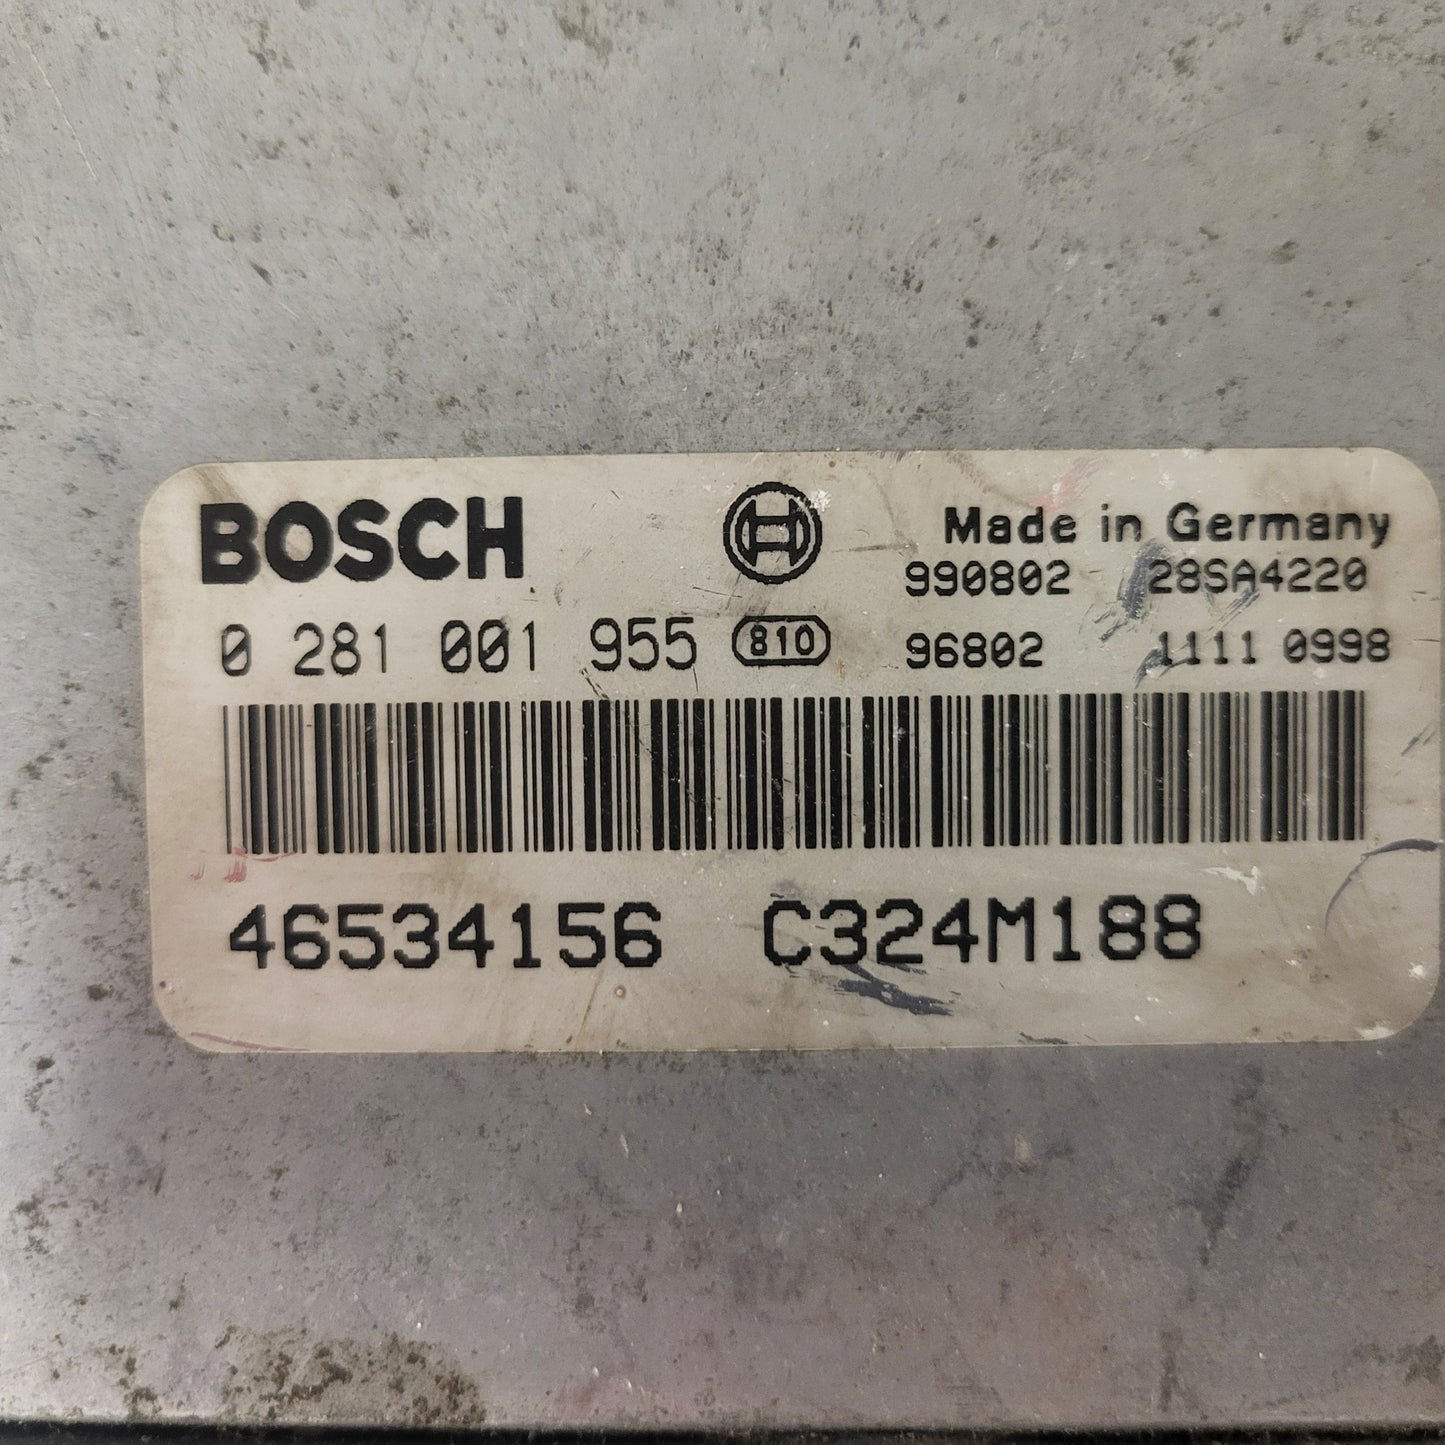 BOSCH
Made in Germany
990802 28SA4220
0 281 001 955 810 96802 1111 0998
46534156 C324M188